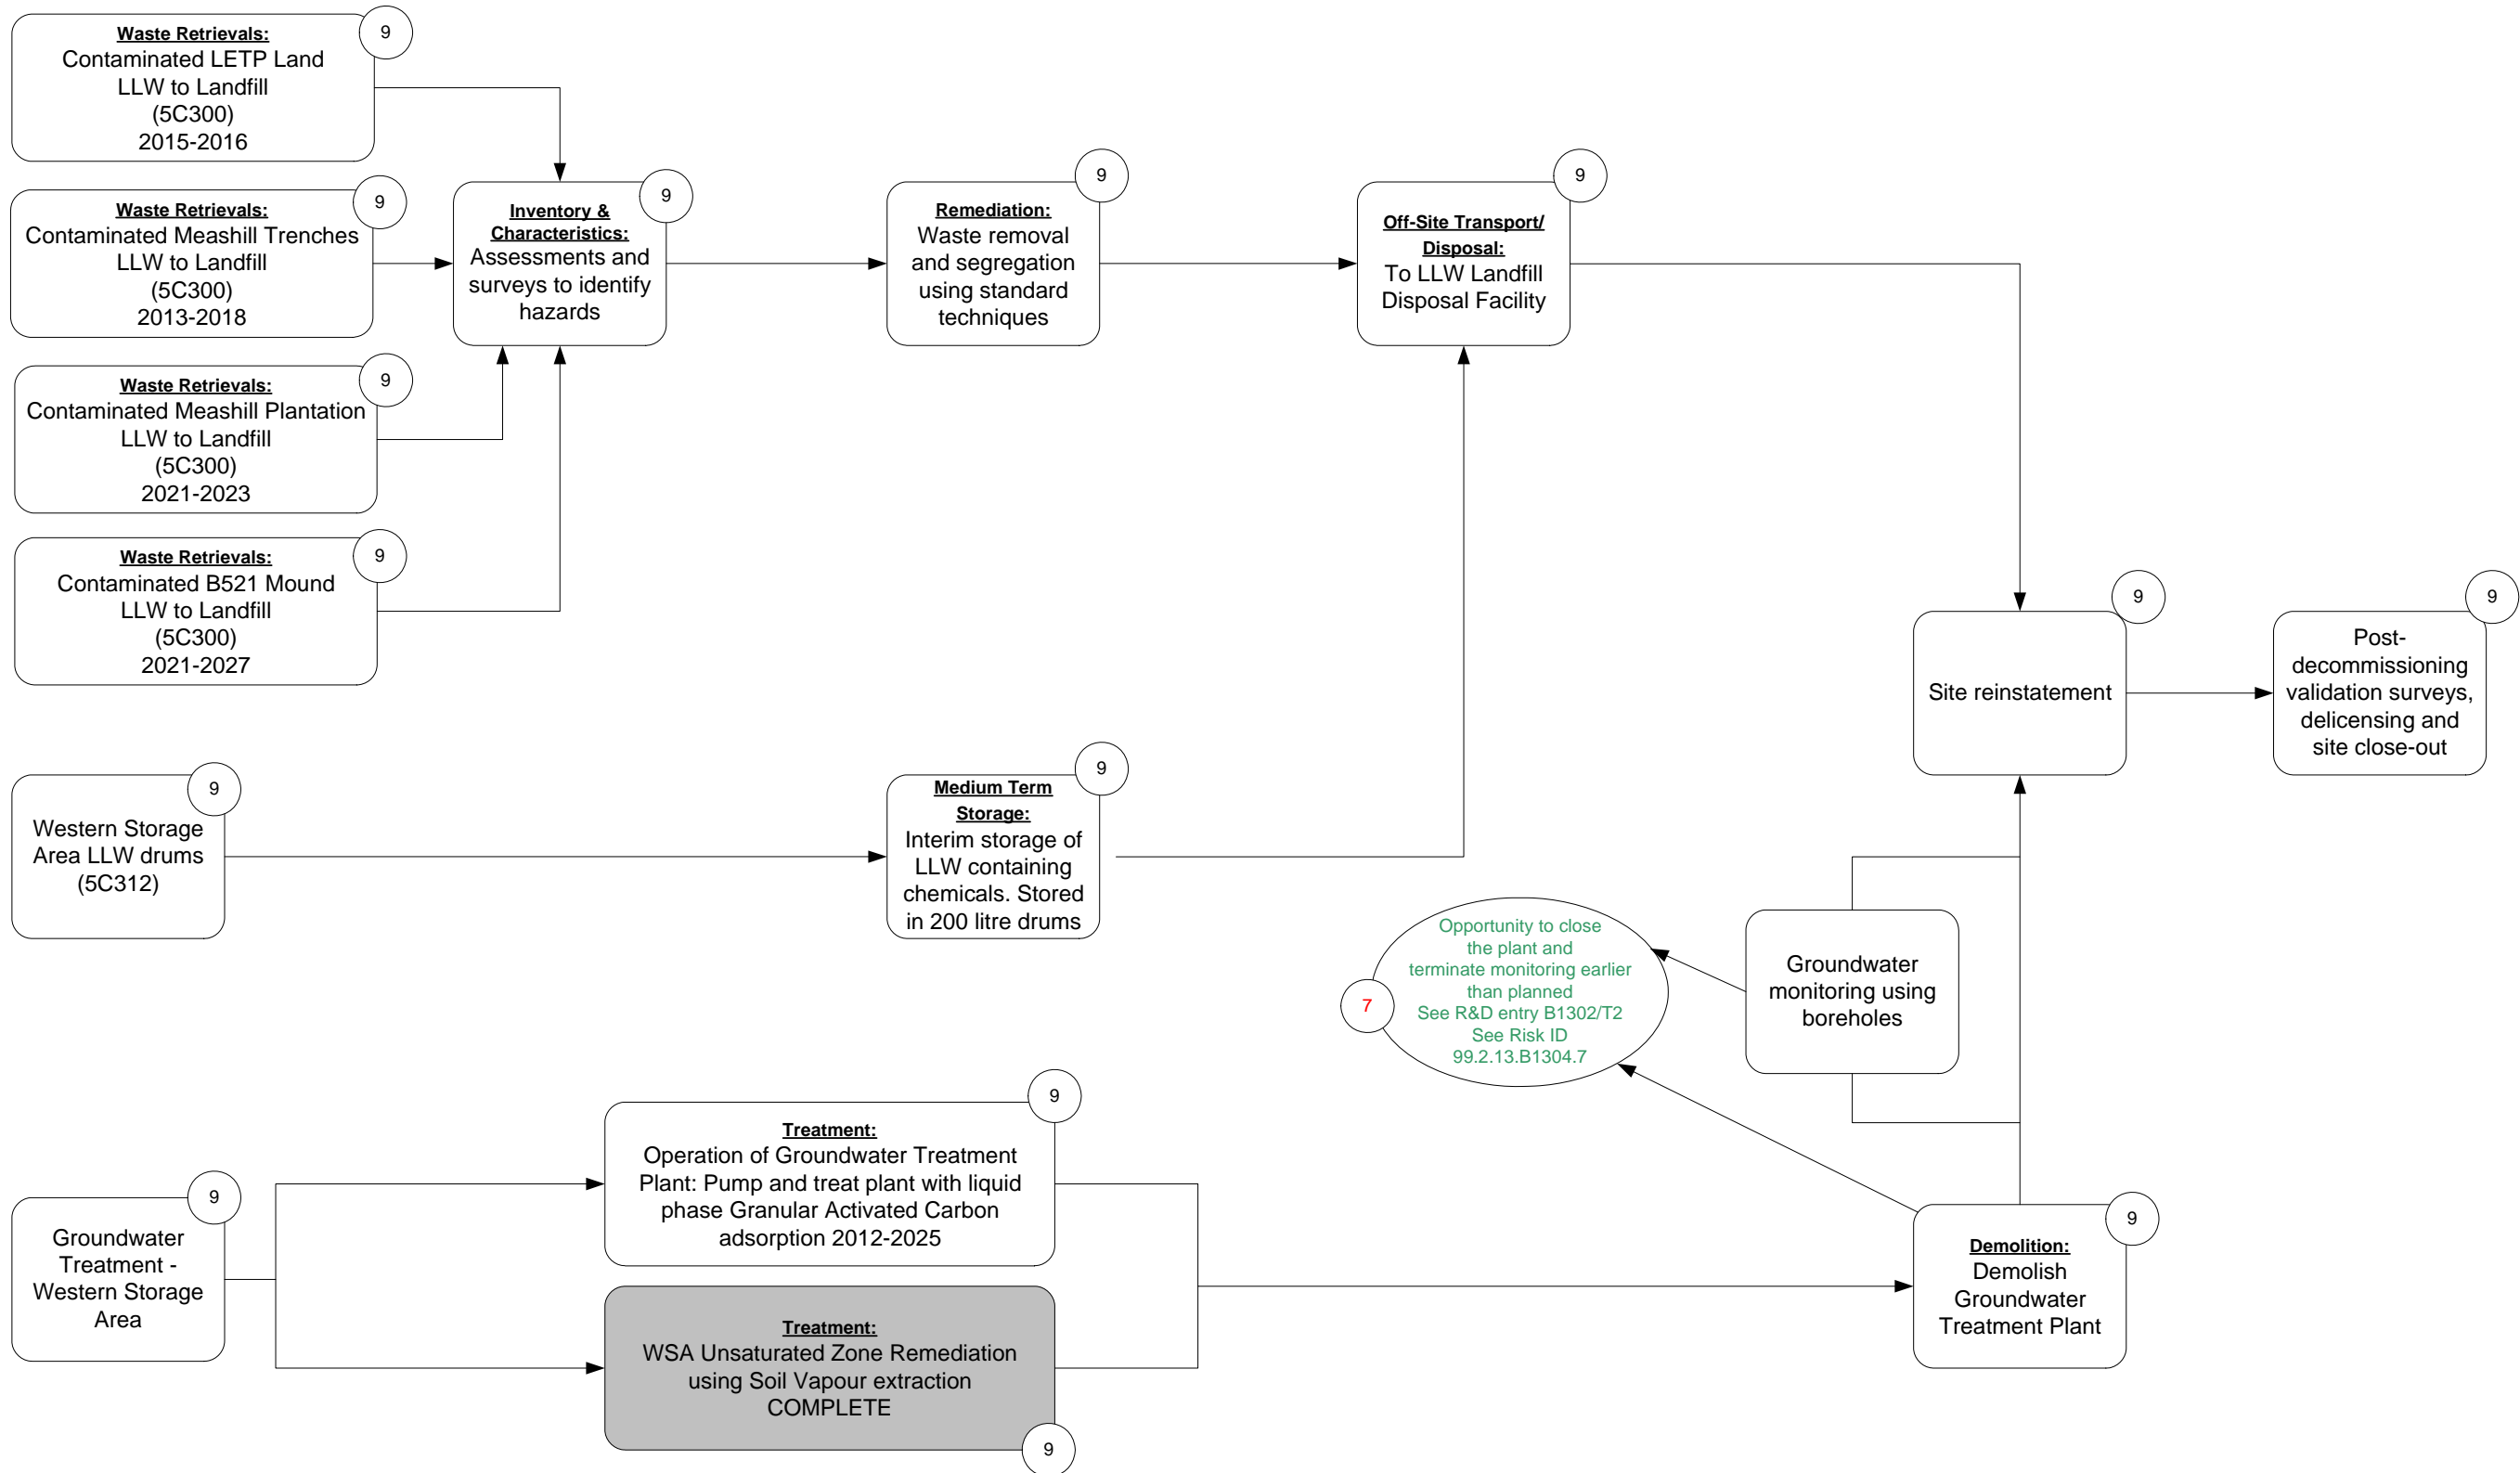 Waste Retrievals:
Contaminated LETP Land
LLW to Landfill
(5C300)
2015-2016
9
Waste Retrievals:
Contaminated Meashill Trenches
LLW to Landfill
(5C300)
2013-2018
9
Waste Retrievals:
Contaminated Meashill Plantation
LLW to Landfill
(5C300)
2021-2023
9
Waste Retrievals:
Contaminated B521 Mound
LLW to Landfill
(5C300)
2021-2027
9
Inventory &
Characteristics:
Assessments and
surveys to identify
hazards
9
Remediation:
Waste removal
and segregation
using standard
techniques
9
Off-Site Transport/
Disposal:
To LLW Landfill
Disposal Facility
9
Site reinstatement
9
Post-
decommissioning
validation surveys,
delicensing and
site close-out
9
Western Storage
Area LLW drums
(5C312)
9
Medium Term
Storage:
Interim storage of
LLW containing
chemicals. Stored
in 200 litre drums
9
Opportunity to close
the plant and
terminate monitoring earlier
than planned
See R&D entry B1302/T2
See Risk ID
99.2.13.B1304.7
7
Groundwater
monitoring using
boreholes
Groundwater
Treatment -
Western Storage
Area
9
Treatment:
Operation of Groundwater Treatment
Plant: Pump and treat plant with liquid
phase Granular Activated Carbon
adsorption 2012-2025
9
Treatment:
WSA Unsaturated Zone Remediation
using Soil Vapour extraction
COMPLETE
9
Demolition:
Demolish
Groundwater
Treatment Plant
9